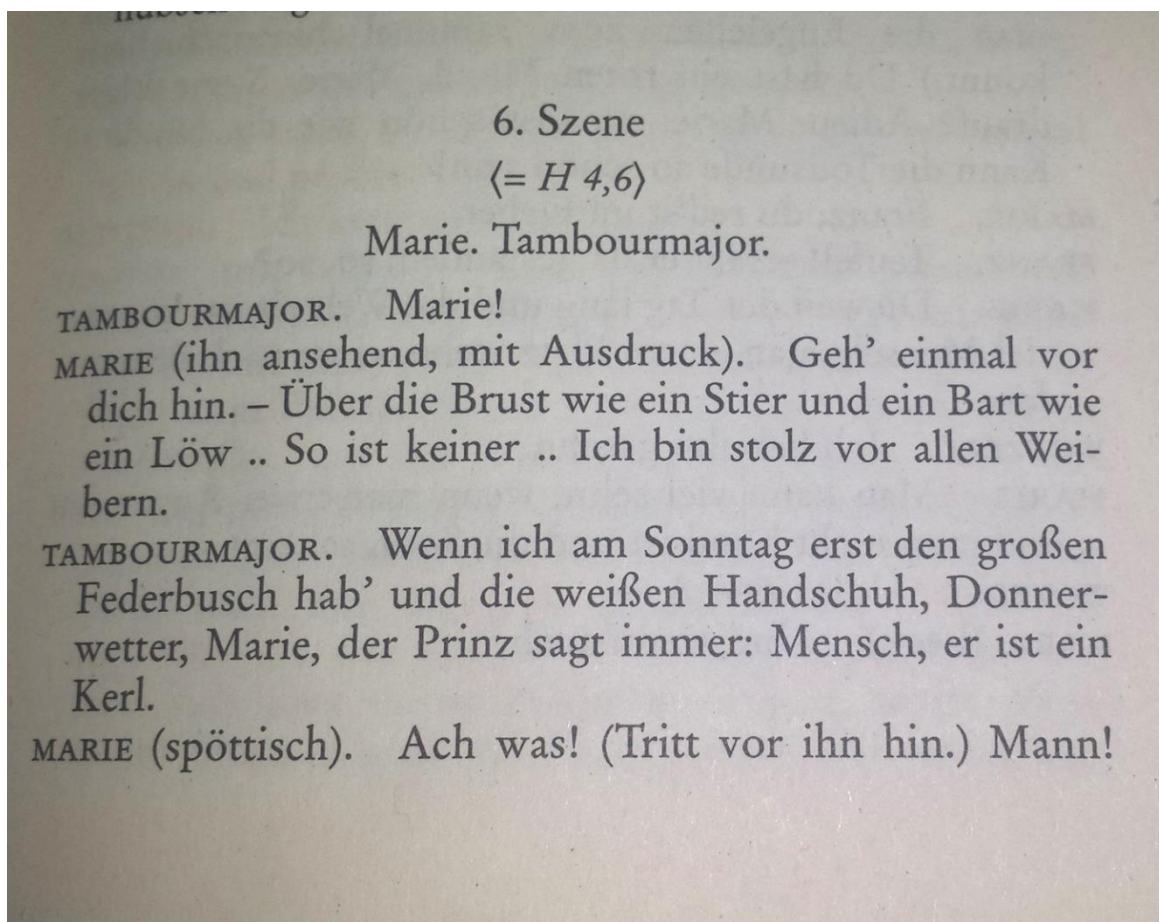 6. Szene
⟨= H 4,6⟩
Marie. Tambourmajor.
TAMBOURMAJOR. Marie!
MARIE (ihn ansehend, mit Ausdruck). Geh’ einmal vor
dich hin. – Über die Brust wie ein Stier und ein Bart wie
ein Löw .. So ist keiner .. Ich bin stolz vor allen Wei-
bern.
TAMBOURMAJOR. Wenn ich am Sonntag erst den großen
Federbusch hab’ und die weißen Handschuh, Donner-
wetter, Marie, der Prinz sagt immer: Mensch, er ist ein
Kerl.
MARIE (spöttisch). Ach was! (Tritt vor ihn hin.) Mann!